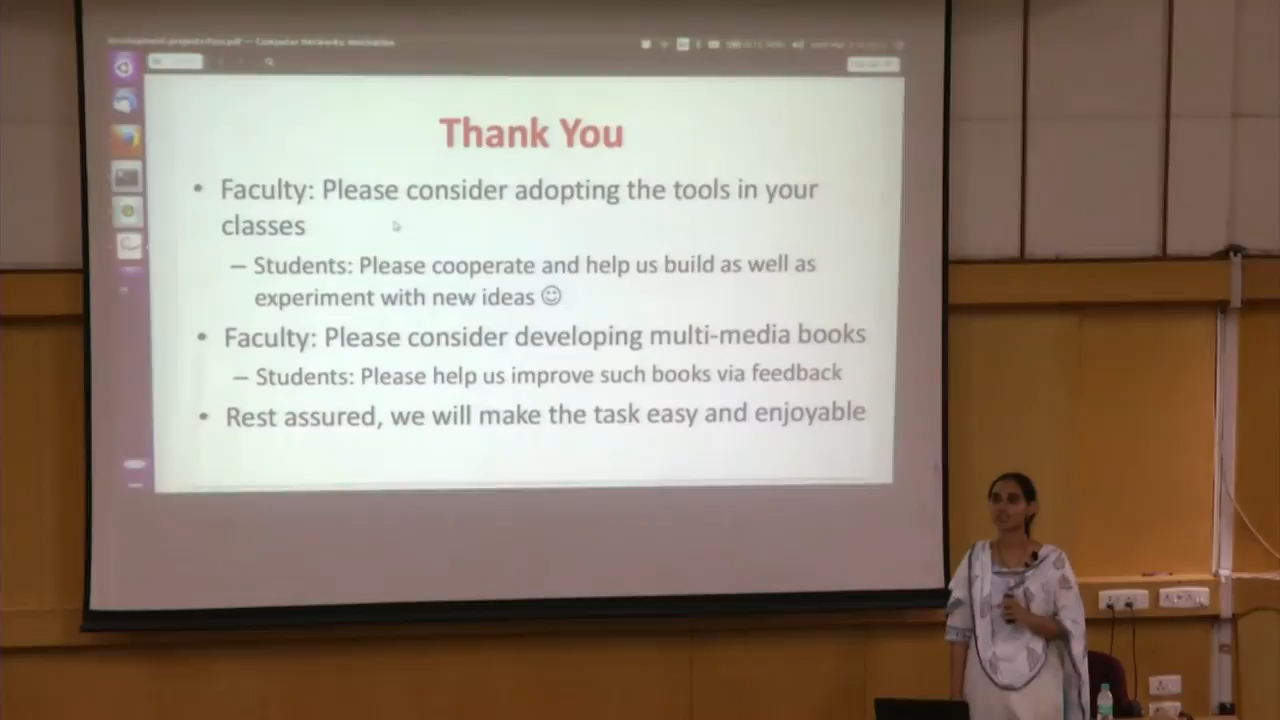 Thank You
• Faculty: Please consider adopting the tools in your
classes
– Students: Please cooperate and help us build as well as
experiment with new ideas ☺
• Faculty: Please consider developing multi-media books
– Students: Please help us improve such books via feedback
• Rest assured, we will make the task easy and enjoyable